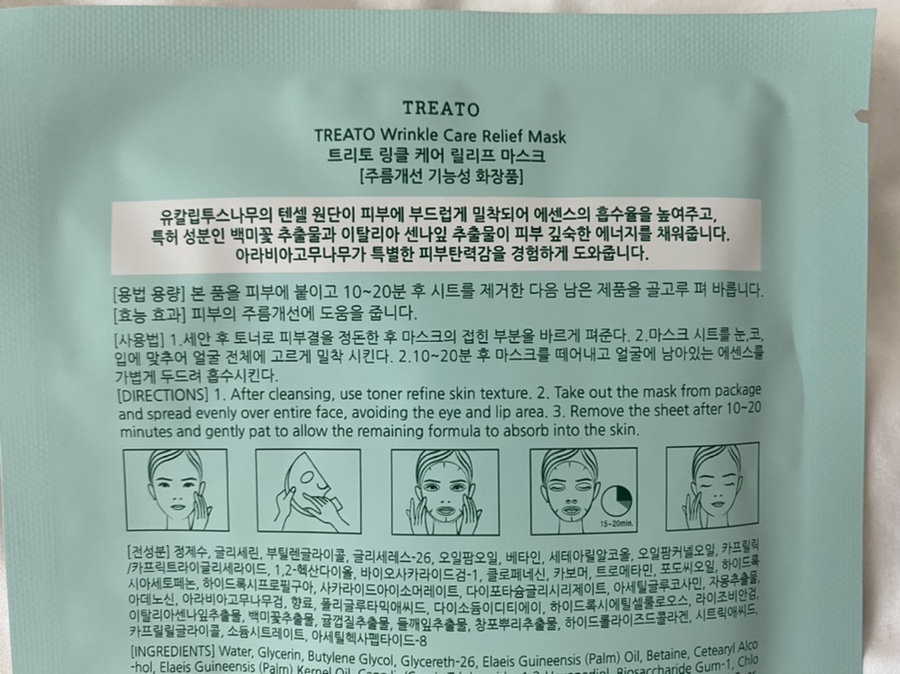 TREATO
TREATO Wrinkle Care Relief Mask
트리토 링클 케어 릴리프 마스크
[주름개선 기능성 화장품]
유칼립투스나무의 텐셀 원단이 피부에 부드럽게 밀착되어 에센스의 흡수율을 높여주고,
특허 성분인 백미꽃 추출물과 이탈리아 센나잎 추출물이 피부 깊숙한 에너지를 채워줍니다.
아라비아고무나무가 특별한 피부탄력감을 경험하게 도와줍니다.
[용법 용량] 본 품을 피부에 붙이고 10~20분 후 시트를 제거한 다음 남은 제품을 골고루 펴 바릅니다.
[효능 효과] 피부의 주름개선에 도움을 줍니다.
[사용법] 1.세안 후 토너로 피부결을 정돈한 후 마스크의 접힌 부분을 바르게 펴준다. 2.마스크 시트를 눈,코,
입에 맞추어 얼굴 전체에 고르게 밀착 시킨다. 2.10~20분 후 마스크를 떼어내고 얼굴에 남아있는 에센스를
가볍게 두드려 흡수시킨다.
[DIRECTIONS] 1. After cleansing, use toner refine skin texture. 2. Take out the mask from package
and spread evenly over entire face, avoiding the eye and lip area. 3. Remove the sheet after 10~20
minutes and gently pat to allow the remaining formula to absorb into the skin.
15~20min.
[전성분] 정제수, 글리세린, 부틸렌글라이콜, 글리세레스-26, 오일팜오일, 베타인, 세테아릴알코올, 오일팜커넬오일, 카프릴릭
/카프릭트라이글리세라이드, 1,2-헥산다이올, 바이오사카라이드검-1, 클로페네신, 카보머, 트로메타민, 포도씨오일, 하이드록
시아세토페논, 하이드록시프로필구아, 사카라이드아이소머레이트, 다이포타슘글리시리제이트, 아세틸글루코사민, 자몽추출물,
아데노신, 아라비아고무나무검, 향료, 폴리글루타믹애씨드, 다이소듐이디티에이, 하이드록시에틸셀룰로오스, 라이조비안검,
이탈리아센나잎추출물, 백미꽃추출물, 귤껍질추출물, 들깨잎추출물, 창포뿌리추출물, 하이드롤라이즈드콜라겐, 시트릭애씨드,
카프릴릴글라이콜, 소듐시트레이트, 아세틸헥사펩타이드-8
[INGREDIENTS] Water, Glycerin, Butylene Glycol, Glycereth-26, Elaeis Guineensis (Palm) Oil, Betaine, Cetearyl Alco
-hol, Elaeis Guineensis (Palm) Kernel Oil, 1,2-Hexanediol, Biosaccharide Gum-1, Chlo